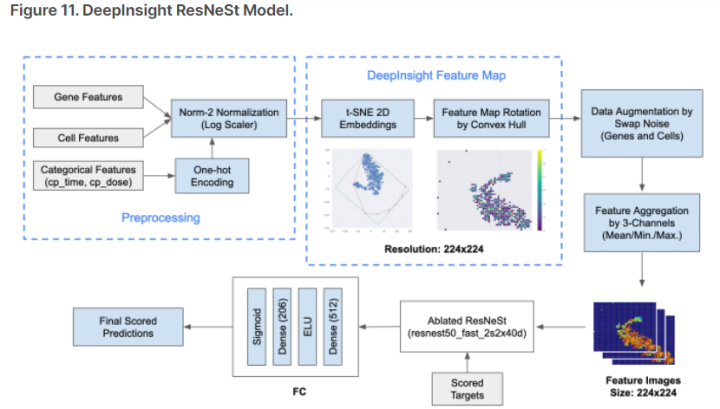 Figure 11. DeepInsight ResNeSt Model.
Gene Features
Cell Features
Categorical Features
(cp_time, cp_dose)
Norm-2 Normalization
(Log Scaler)
One-hot
Encoding
Preprocessing
DeepInsight Feature Map
t-SNE 2D
Embeddings
Feature Map Rotation
by Convex Hull
Resolution: 224x224
Data Augmentation by
Swap Noise
(Genes and Cells)
Feature Aggregation
by 3-Channels
(Mean/Min./Max.)
Feature Images
Size: 224x224
Ablated ResNeSt
(resnest50_fast_2s2x40d)
Scored
Targets
Dense (512)
ELU
Dense (206)
Sigmoid
FC
Final Scored
Predictions